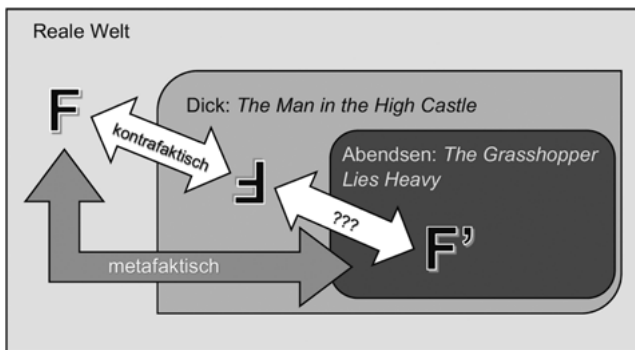 Reale Welt
F
Dick: The Man in the High Castle
kontrafaktisch
Ⅎ
Abendsen: The Grasshopper
Lies Heavy
???
F’
metafaktisch